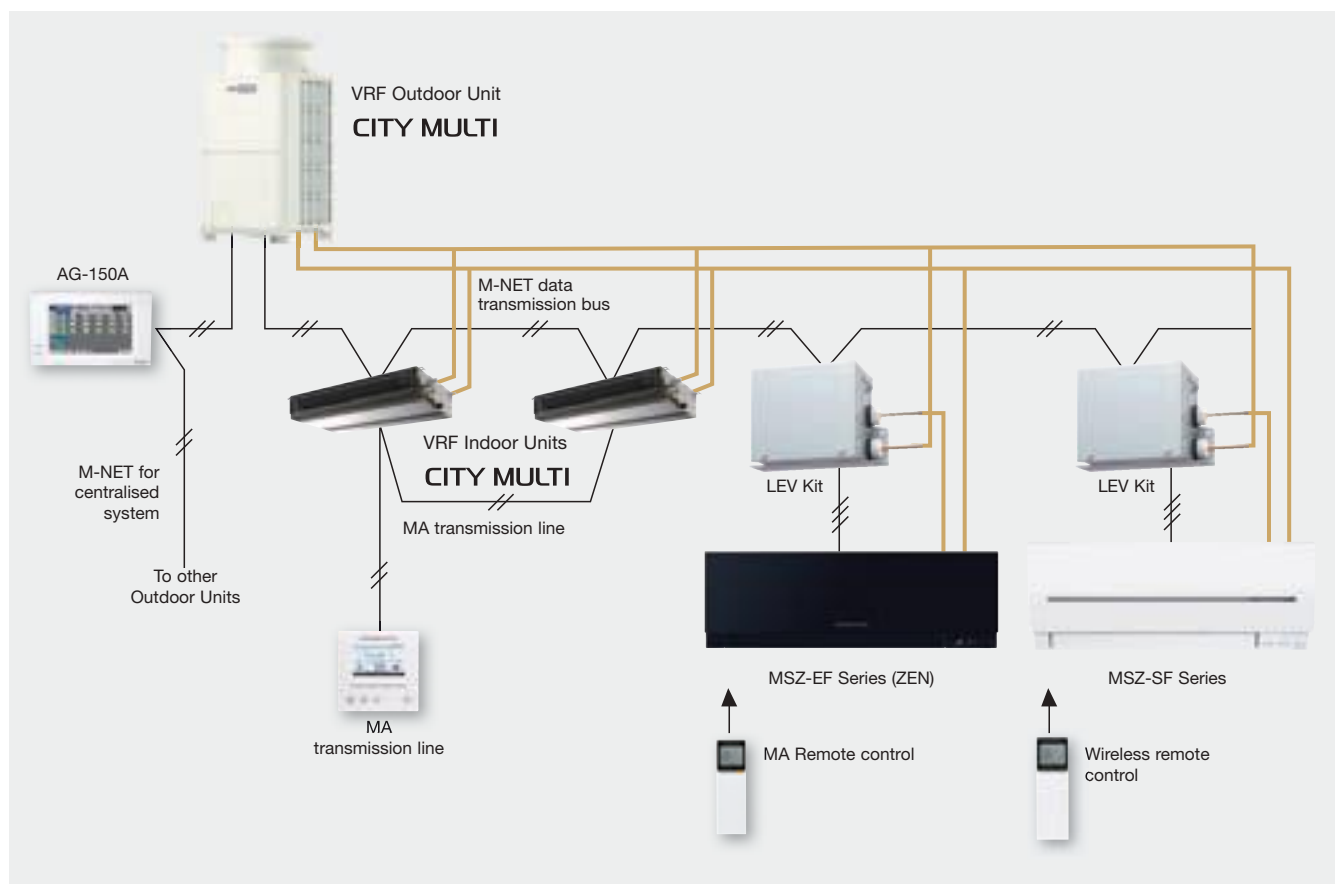 VRF Outdoor Unit
CITY MULTI
AG-150A
M-NET data
transmission bus
VRF Indoor Units
CITY MULTI
LEV Kit
LEV Kit
M-NET for
centralised
system
MA transmission line
To other
Outdoor Units
MSZ-EF Series (ZEN)
MSZ-SF Series
MA
transmission line
MA Remote control
Wireless remote
control